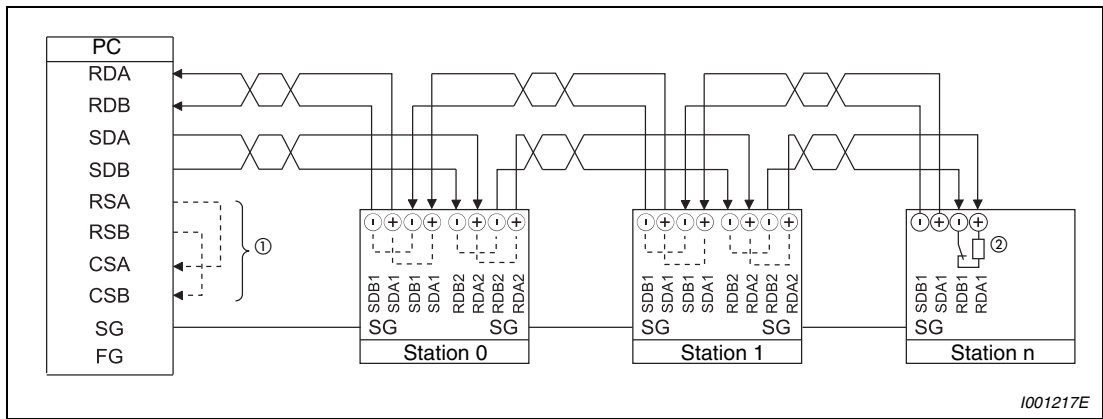 PC
RDA
RDB
SDA
SDB
RSA
RSB
CSA
CSB
SG
FG
①
- + - + - + - +
SDB1
SDA1
SDB1
SDA1
RDB2
RDA2
RDB2
RDA2
SG SG
Station 0
- + - + - + - +
SDB1
SDA1
SDB1
SDA1
RDB2
RDA2
RDB2
RDA2
SG SG
Station 1
- + - +
②
SDB1
SDA1
RDB1
RDA1
SG
Station n
I001217E